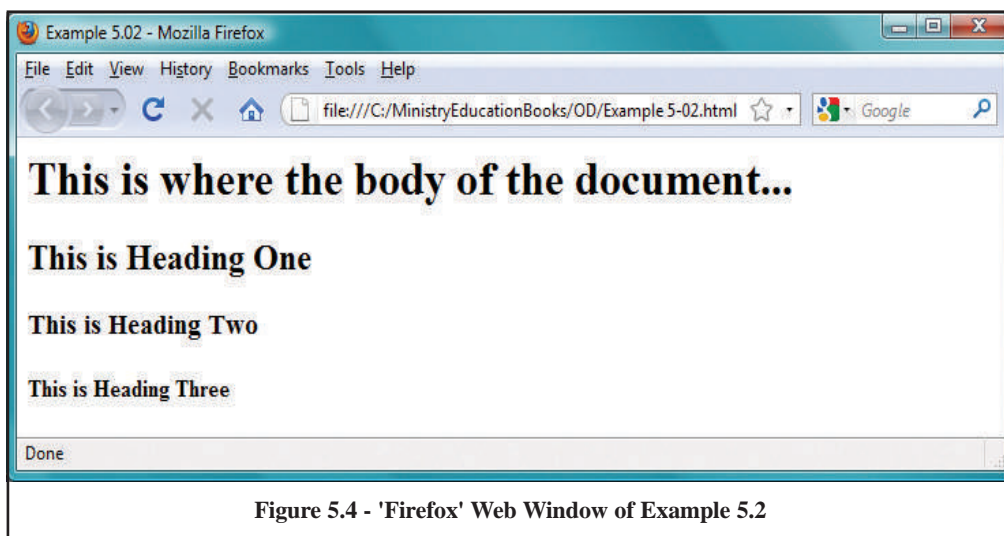 Example 5.02 - Mozilla Firefox
File Edit View History Bookmarks Tools Help
file:///C:/MinistryEducationBooks/OD/Example 5-02.html
Google
This is where the body of the document...
This is Heading One
This is Heading Two
This is Heading Three
Done
Figure 5.4 - 'Firefox' Web Window of Example 5.2